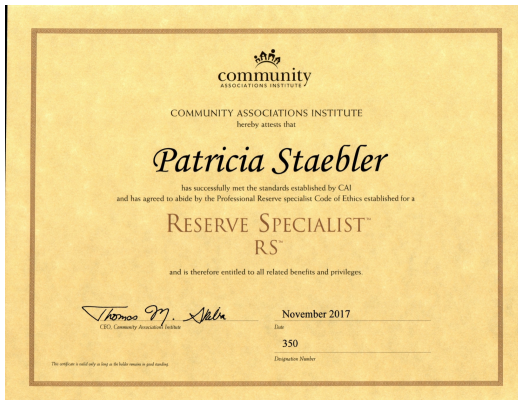 community
ASSOCIATIONS INSTITUTE
COMMUNITY ASSOCIATIONS INSTITUTE
hereby attests that
Patricia Staebler
has successfully met the standards established by CAI
and has agreed to abide by the Professional Reserve specialist Code of Ethics established for a
RESERVE SPECIALIST™
RS™
and is therefore entitled to all related benefits and privileges.
Thomas M.
CEO, Community Associations Institute
November 2017
Date
350
Designation Number
This certificate is valid only as long as the holder remains in good standing.